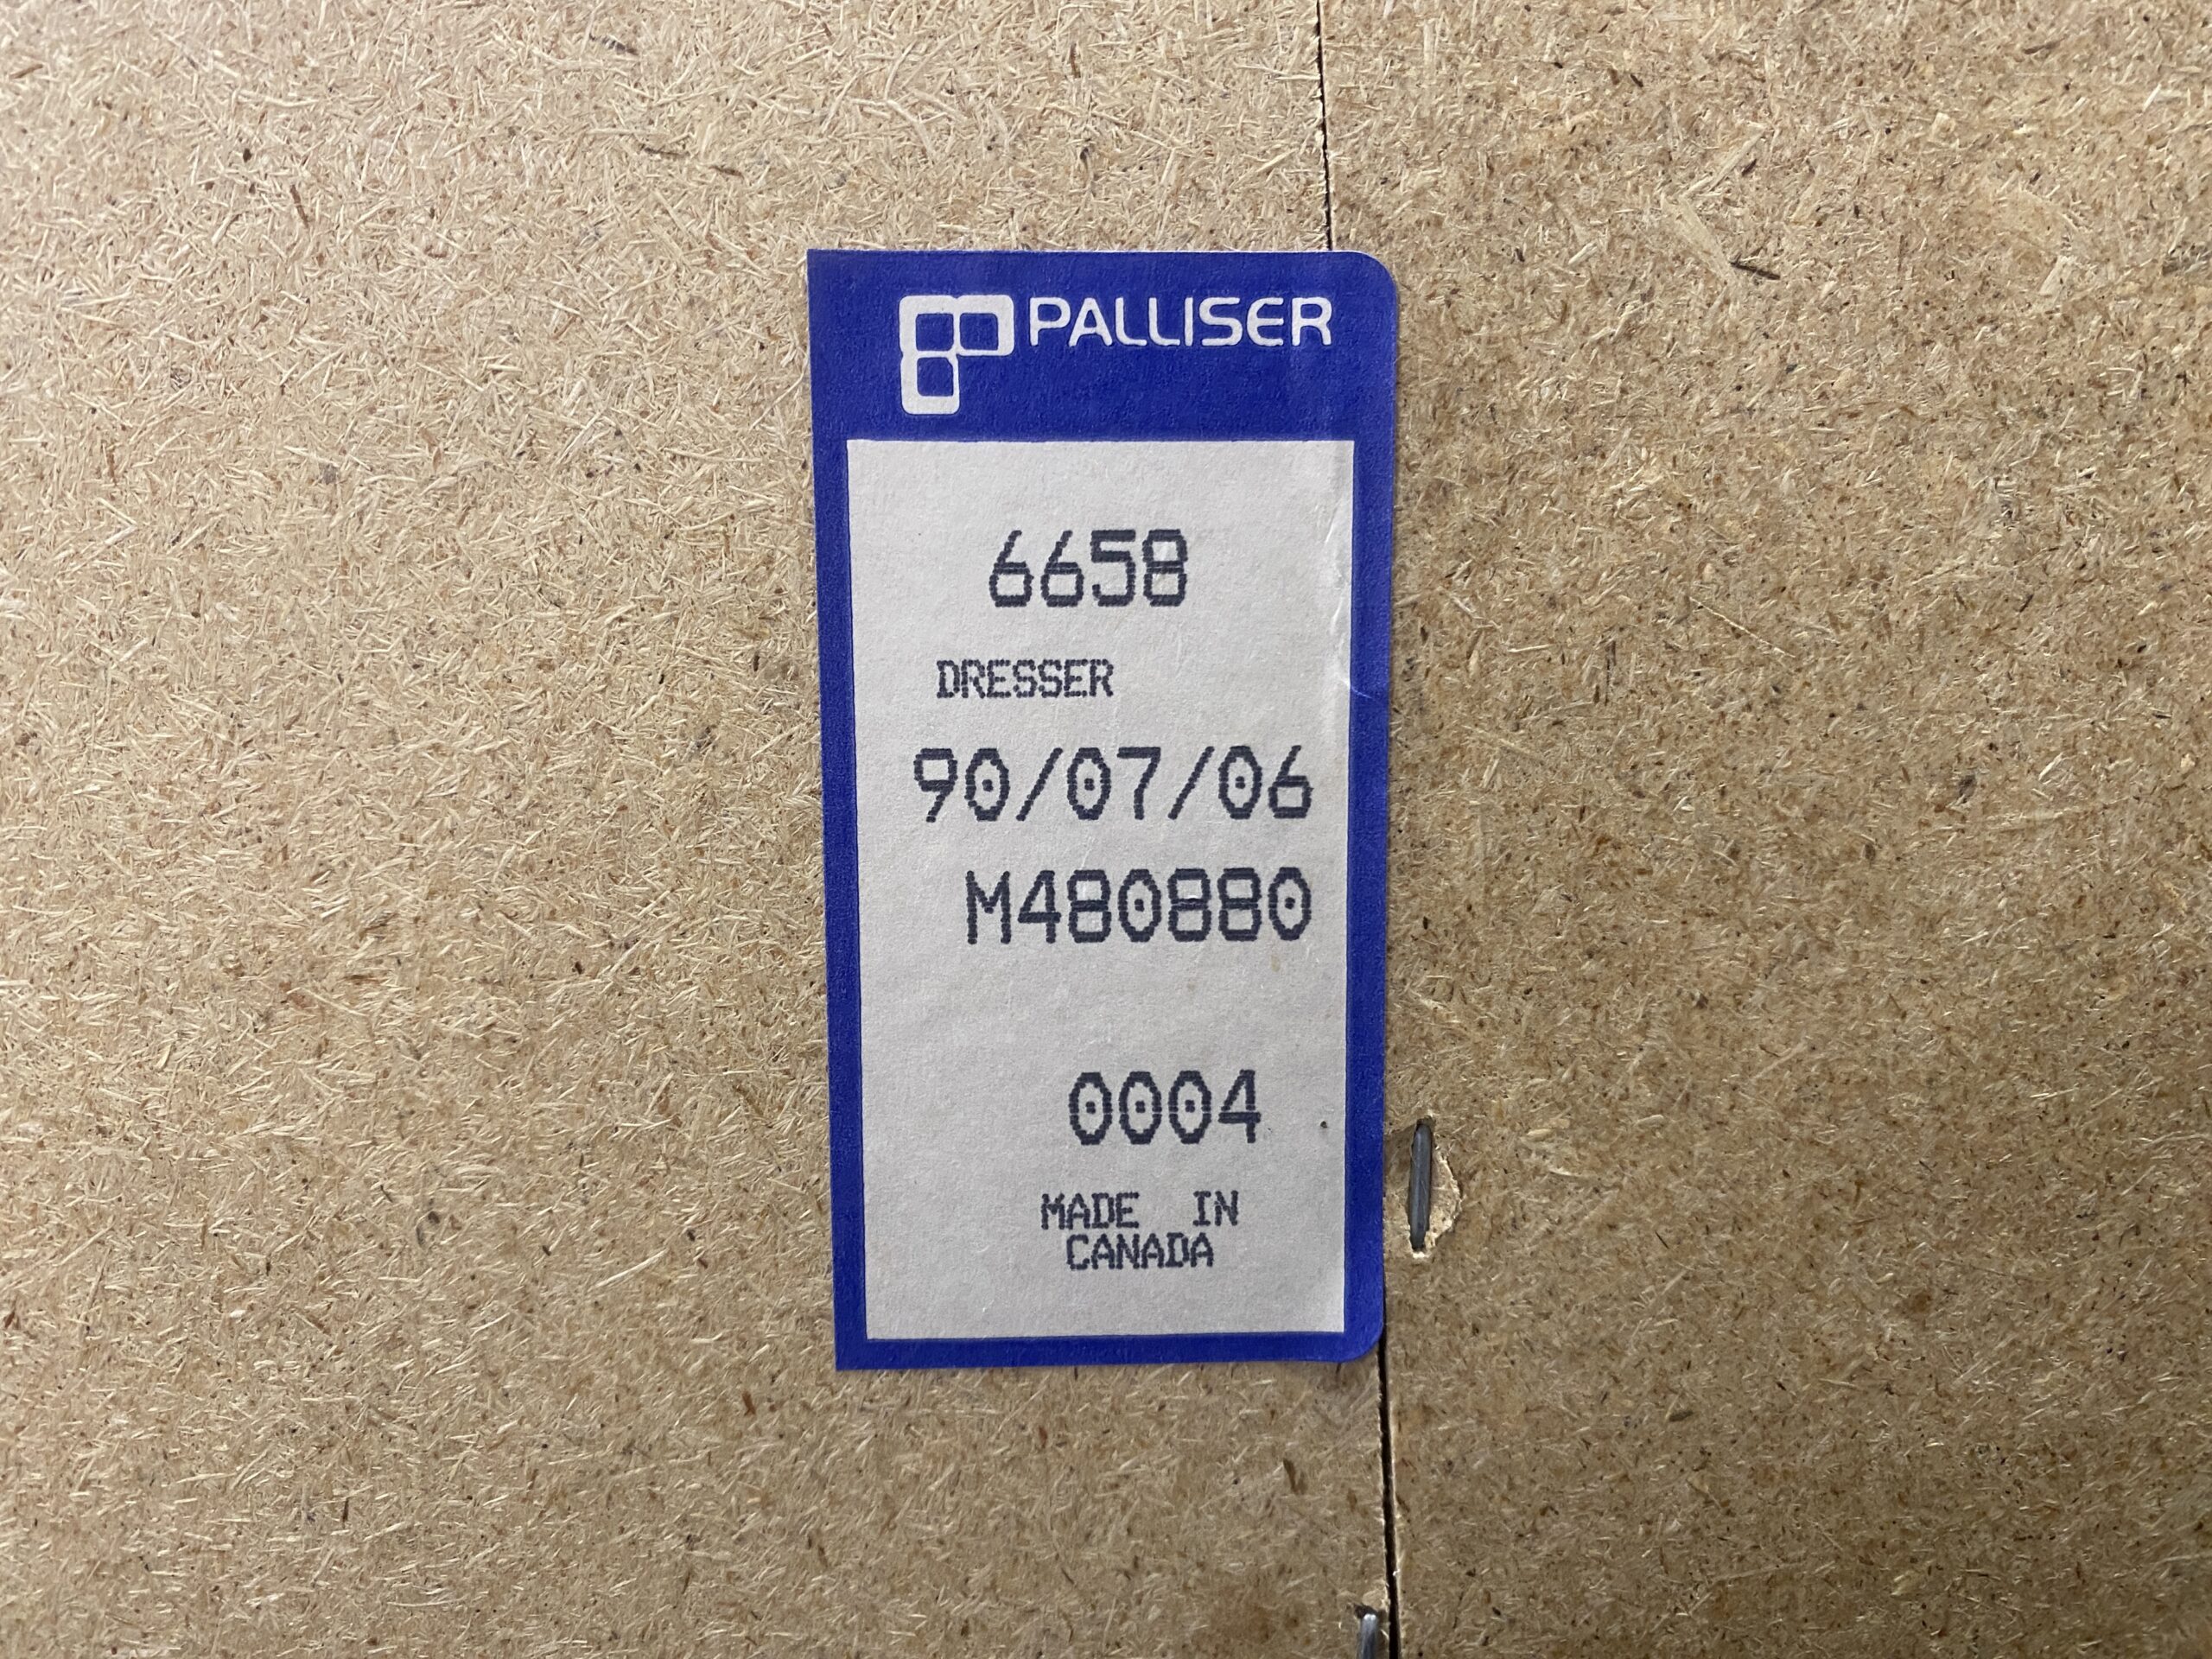 PALLISER
6658
DRESSER
90/07/06
M480880
0004
MADE IN
CANADA